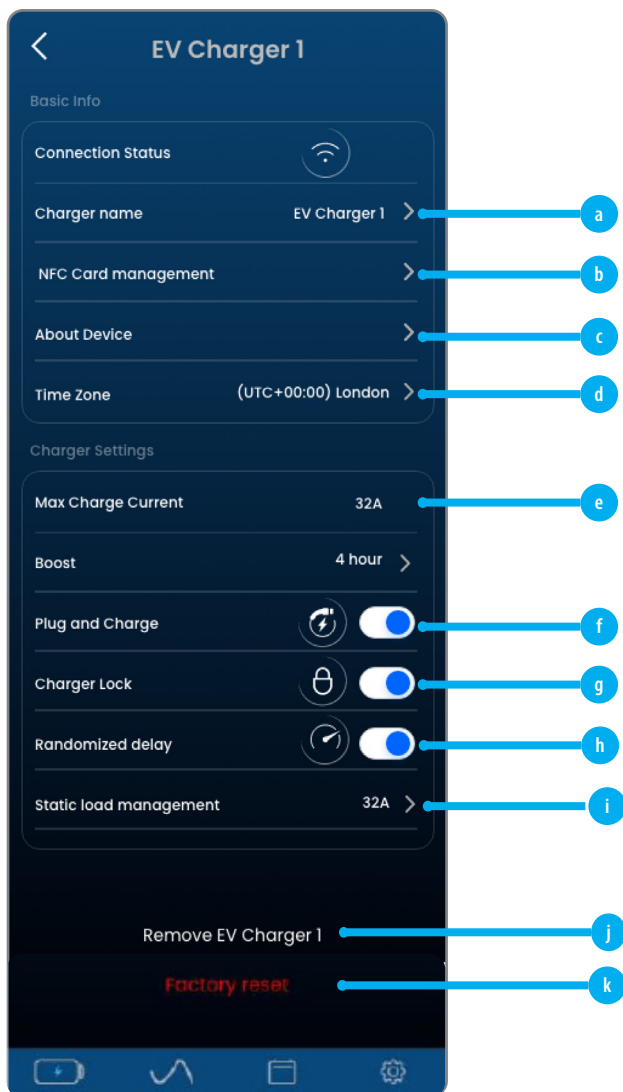 EV Charger 1
Basic Info
Connection Status
Charger name EV Charger 1 a
NFC Card management b
About Device c
Time Zone (UTC+00:00) London d
Charger Settings
Max Charge Current 32A e
Boost 4 hour
Plug and Charge f
Charger Lock g
Randomized delay h
Static load management 32A i
Remove EV Charger 1 j
Factory reset k